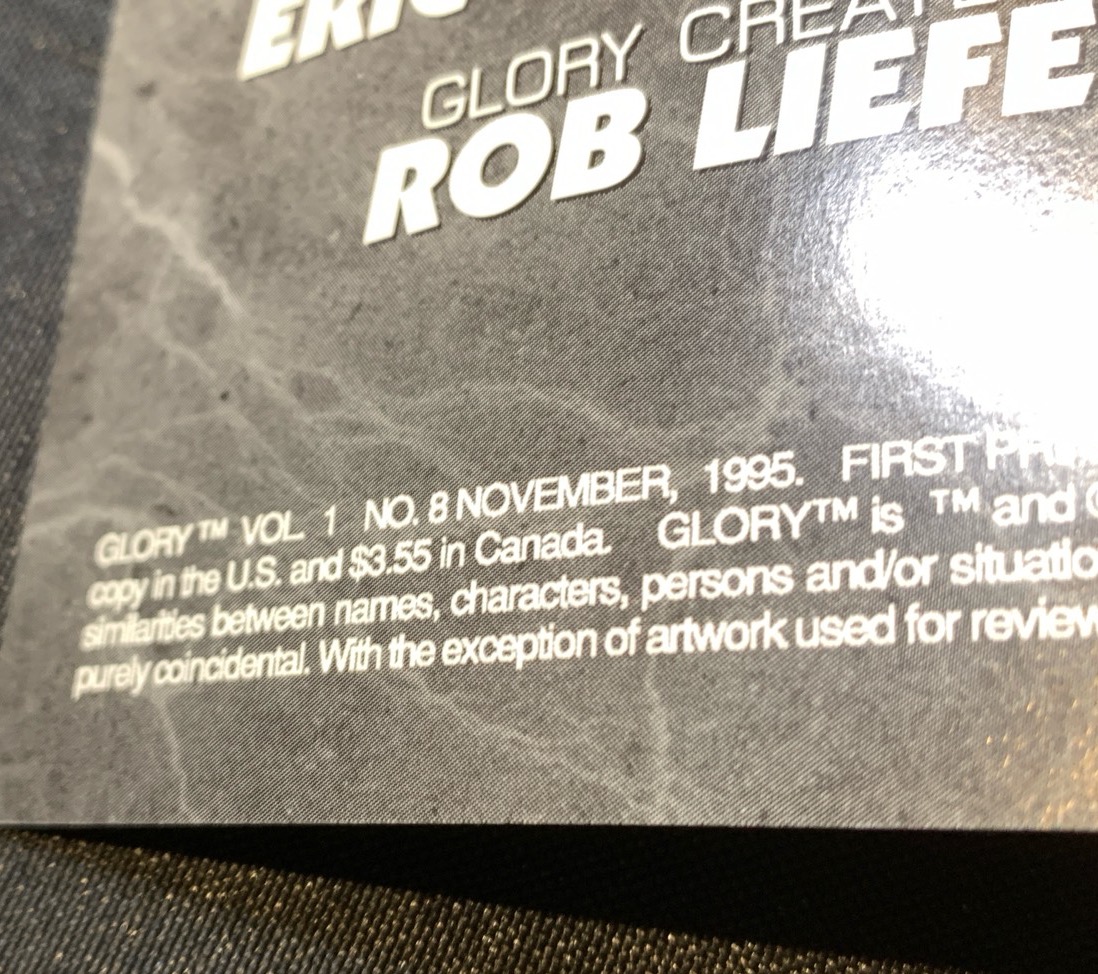 ERIC
GLORY CREATE
ROB LIEFE
GLORY™ VOL 1 NO. 8 NOVEMBER, 1995. FIRST
copy in the U.S. and $3.55 in Canada. GLORY™ is ™ and
similarities between names, characters, persons and/or situatio
purely coincidental. With the exception of artwork used for review